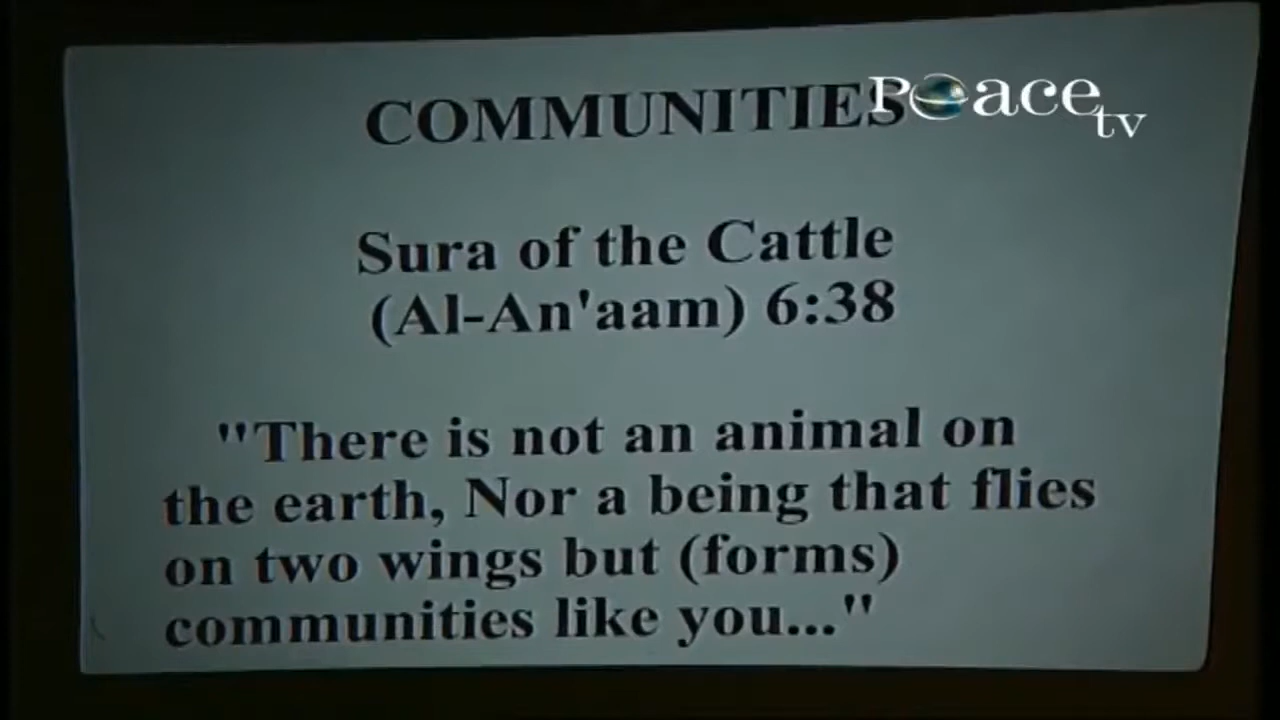 COMMUNITIES
Peace
tv
Sura of the Cattle
(Al-An'aam) 6:38
"There is not an animal on
the earth, Nor a being that flies
on two wings but (forms)
communities like you..."